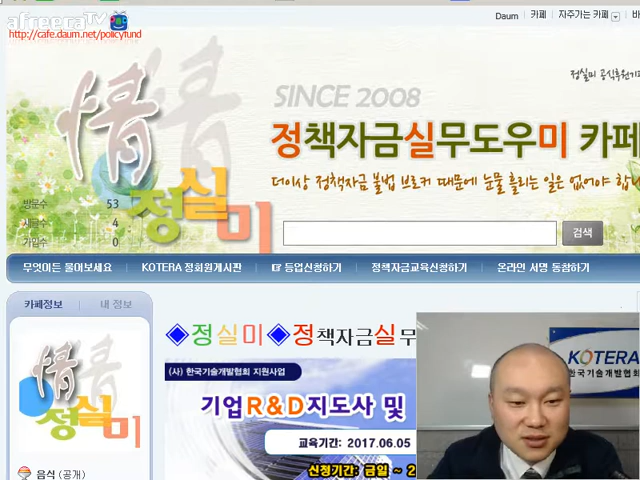 afreecaTV
Daum | 카페 | 자주가는 카페
http://cafe.daum.net/policyfund
정실미
SINCE 2008
정책자금실무도우미 카페
더이상 정책자금 불법 브로커 때문에 눈물 흘리는 일은 없어야
情
情
방문수 53
새글수 4
가입수 0
정실미
검색
무엇이든 물어보세요 | KOTERA 정회원게시판 | ☞ 등업신청하기 | 정책자금교육신청하기 | 온라인 서명 동참하기
카페정보 | 내 정보
◈정실미◈정책자금실무
(사) 한국기술개발협회 지원사업
기업R&D지도사 및
교육기간: 2017.06.05
신청기간: 금일 ~ 2
情
情
정실미
음식 (공개)
KOTERA
한국기술개발협회